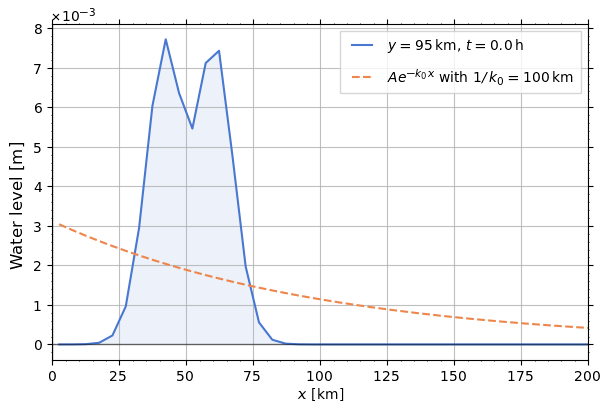 ×10⁻³
8
7
6
5
4
3
2
1
0
Water level [m]
y = 95 km, t = 0.0 h
Ae^{-k₀x} with 1/k₀ = 100 km
0 25 50 75 100 125 150 175 200
x [km]